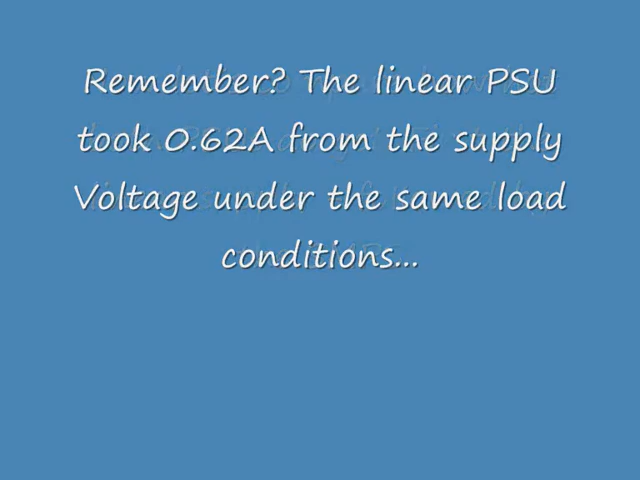 Remember? The linear PSU
took 0.62A from the supply
Voltage under the same load
conditions...